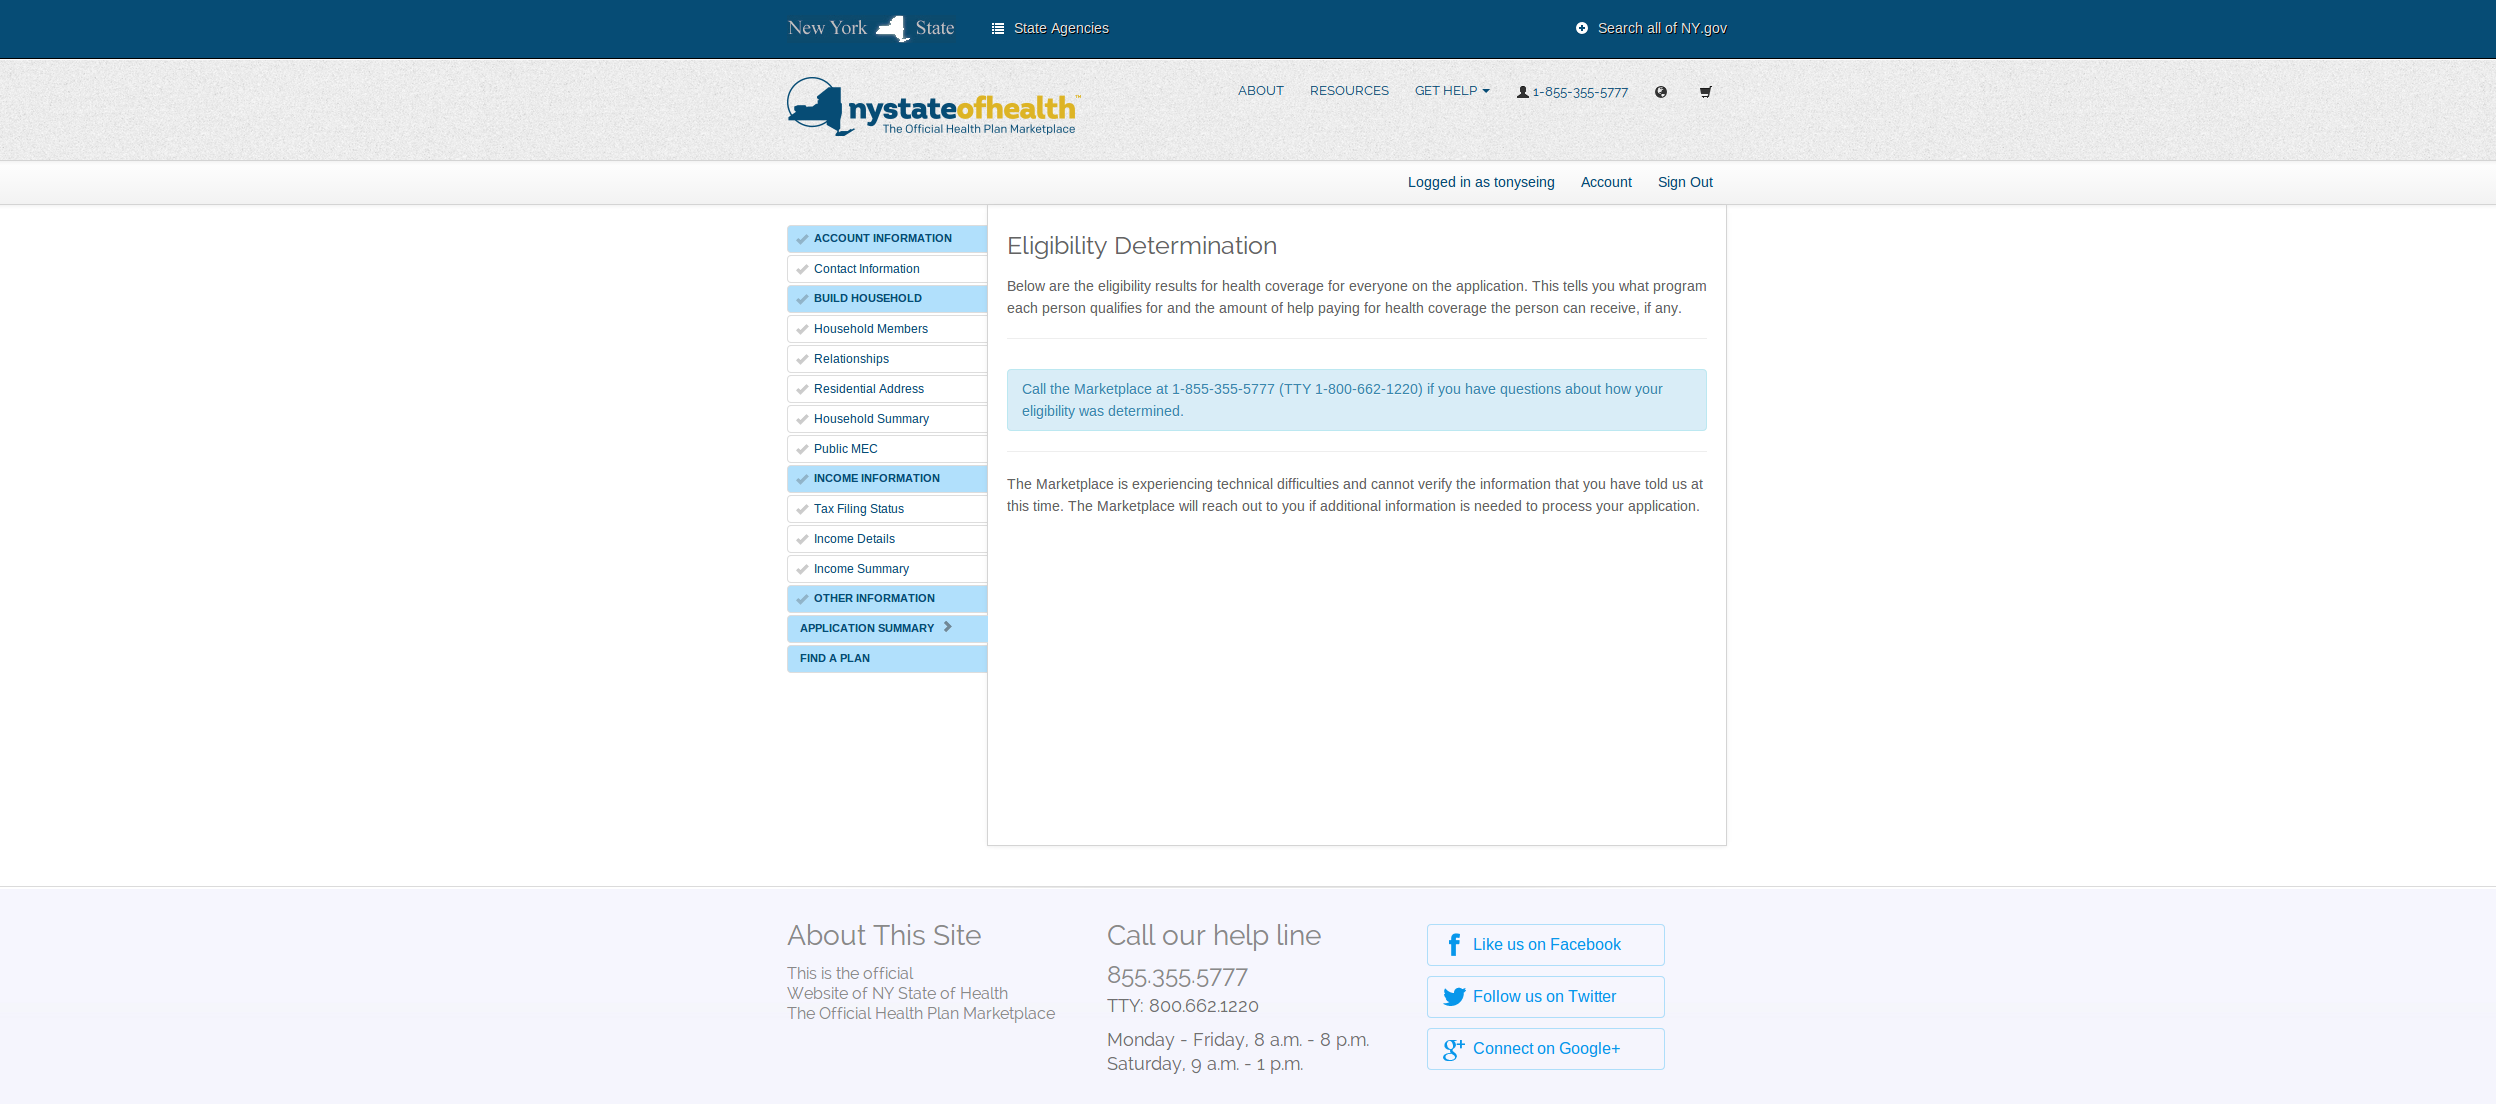 New York State
State Agencies
Search all of NY.gov
nystateofhealth™
The Official Health Plan Marketplace
ABOUT
RESOURCES
GET HELP
1-855-355-5777
Logged in as tonyseing
Account
Sign Out
ACCOUNT INFORMATION
Contact Information
BUILD HOUSEHOLD
Household Members
Relationships
Residential Address
Household Summary
Public MEC
INCOME INFORMATION
Tax Filing Status
Income Details
Income Summary
OTHER INFORMATION
APPLICATION SUMMARY
FIND A PLAN
Eligibility Determination
Below are the eligibility results for health coverage for everyone on the application. This tells you what program
each person qualifies for and the amount of help paying for health coverage the person can receive, if any.
Call the Marketplace at 1-855-355-5777 (TTY 1-800-662-1220) if you have questions about how your
eligibility was determined.
The Marketplace is experiencing technical difficulties and cannot verify the information that you have told us at
this time. The Marketplace will reach out to you if additional information is needed to process your application.
About This Site
This is the official
Website of NY State of Health
The Official Health Plan Marketplace
Call our help line
855.355.5777
TTY: 800.662.1220
Monday - Friday, 8 a.m. - 8 p.m.
Saturday, 9 a.m. - 1 p.m.
Like us on Facebook
Follow us on Twitter
Connect on Google+